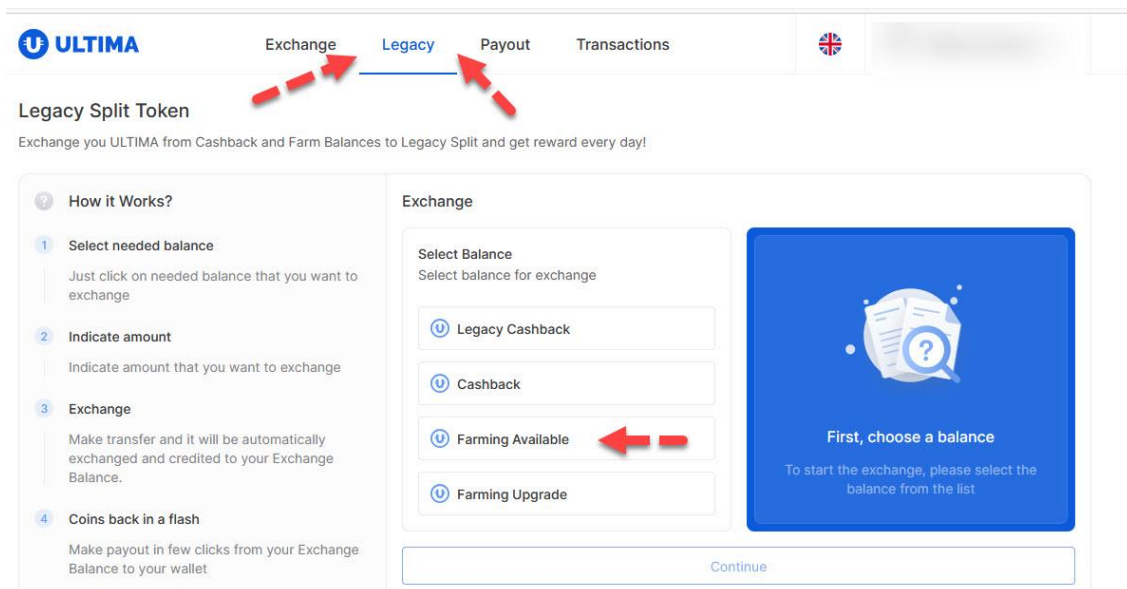 ULTIMA Exchange Legacy Payout Transactions
Legacy Split Token
Exchange you ULTIMA from Cashback and Farm Balances to Legacy Split and get reward every day!
? How it Works?
1 Select needed balance
Just click on needed balance that you want to
exchange
2 Indicate amount
Indicate amount that you want to exchange
3 Exchange
Make transfer and it will be automatically
exchanged and credited to your Exchange
Balance.
4 Coins back in a flash
Make payout in few clicks from your Exchange
Balance to your wallet
Exchange
Select Balance
Select balance for exchange
Legacy Cashback
Cashback
Farming Available
Farming Upgrade
?
First, choose a balance
To start the exchange, please select the
balance from the list
Continue